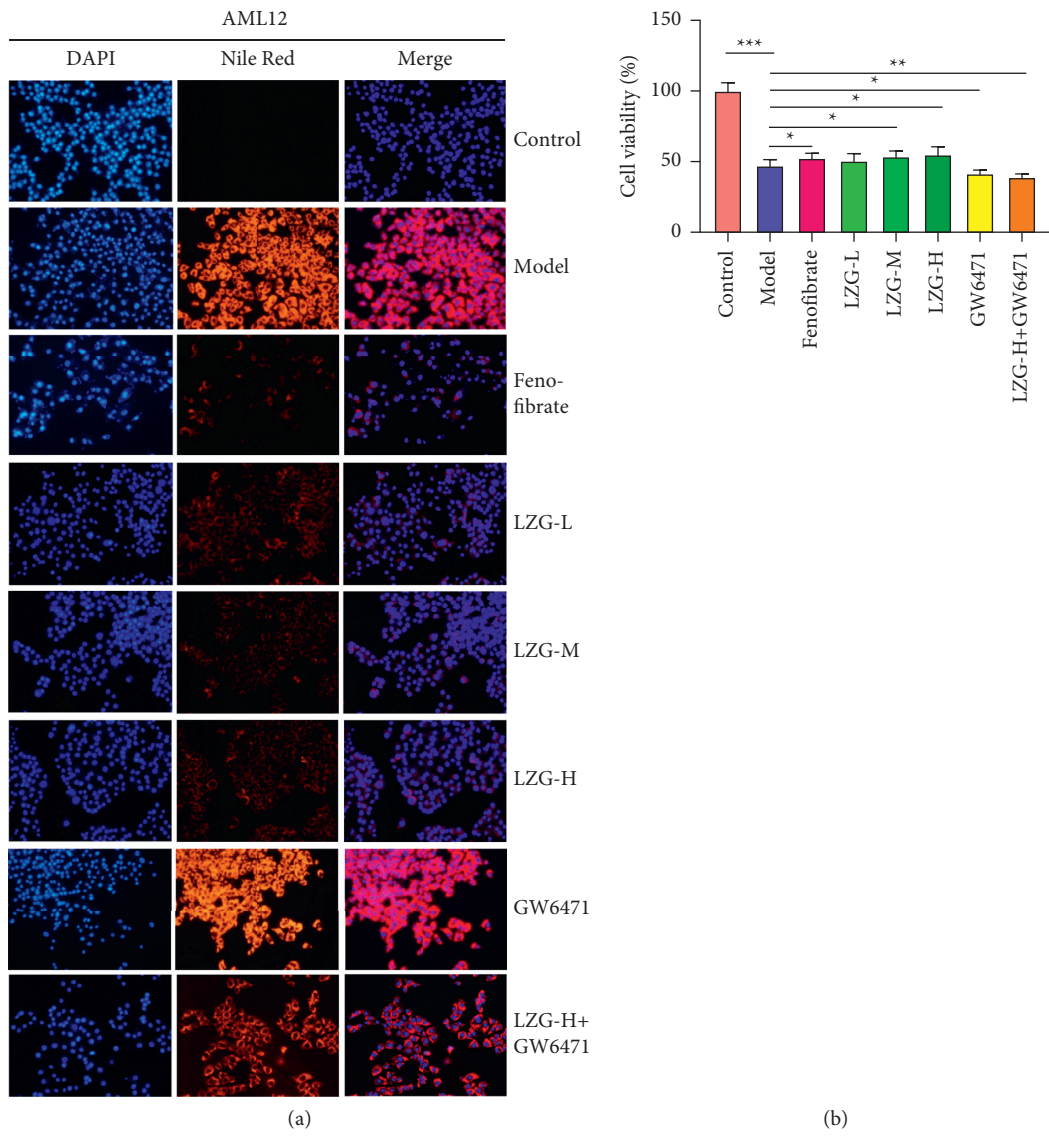 AML12
DAPI Nile Red Merge
Control
Model
Feno-
fibrate
LZG-L
LZG-M
LZG-H
GW6471
LZG-H+
GW6471
(a)
Cell viability (%)
150
100
50
0
***
**
*
*
*
*
Control
Model
Fenofibrate
LZG-L
LZG-M
LZG-H
GW6471
LZG-H+GW6471
(b)